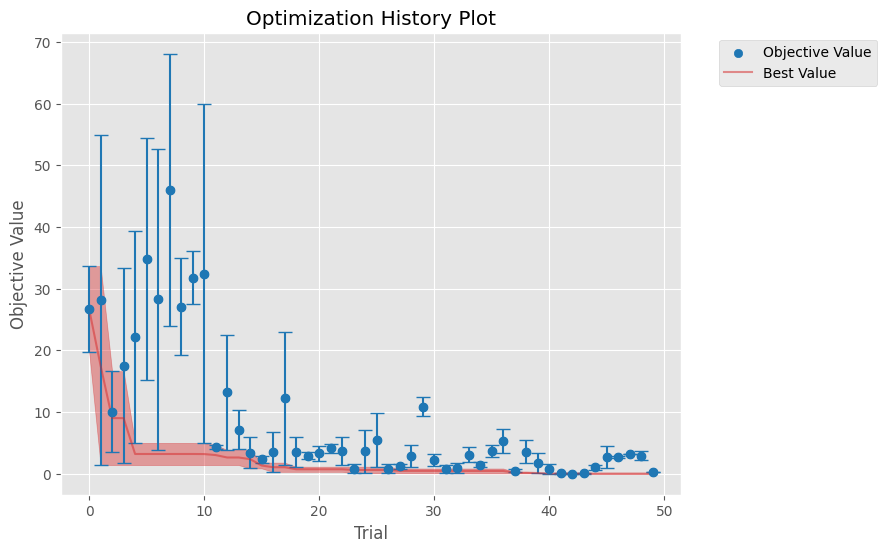 Optimization History Plot
Objective Value
Best Value
70
60
50
40
30
20
10
0
Objective Value
0 10 20 30 40 50
Trial